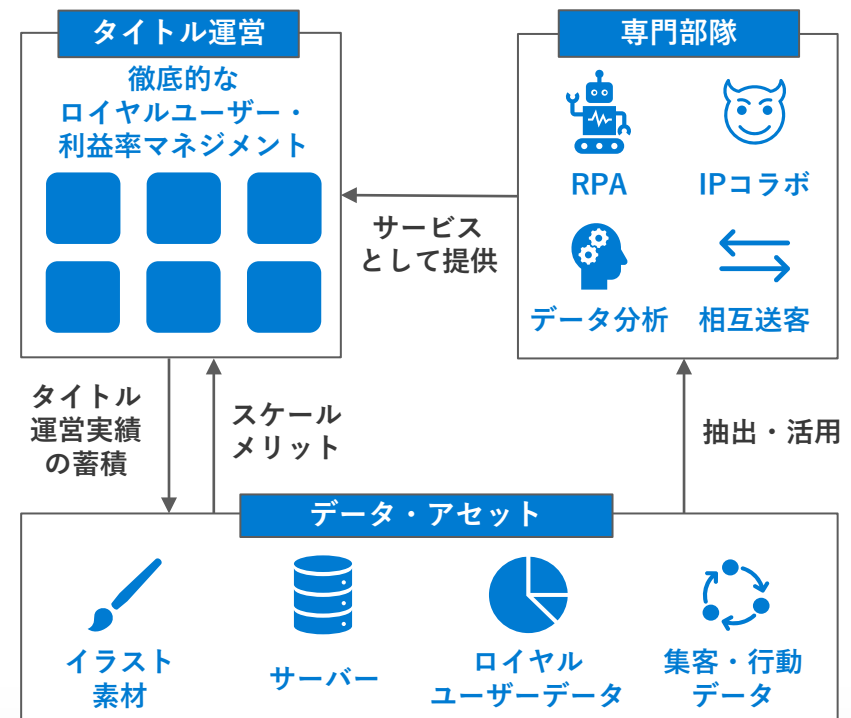 タイトル運営
徹底的な
ロイヤルユーザー・
利益率マネジメント
専門部隊
RPA
IPコラボ
データ分析
相互送客
サービス
として提供
タイトル
運営実績
の蓄積
スケール
メリット
抽出・活用
データ・アセット
イラスト
素材
サーバー
ロイヤル
ユーザーデータ
集客・行動
データ